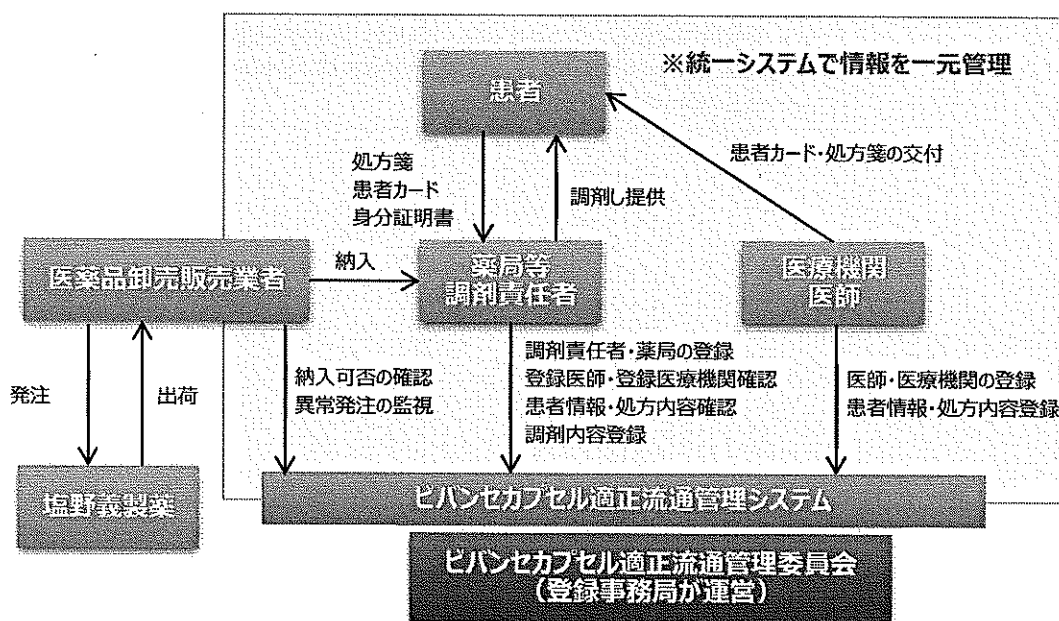 ※統一システムで情報を一元管理
患者
患者カード・処方箋の交付
処方箋
患者カード
身分証明書
調剤し提供
医薬品卸売販売業者
納入
薬局等
調剤責任者
医療機関
医師
発注
出荷
納入可否の確認
異常発注の監視
調剤責任者・薬局の登録
登録医師・登録医療機関確認
患者情報・処方内容確認
調剤内容登録
医師・医療機関の登録
患者情報・処方内容登録
塩野義製薬
ビバンセカプセル適正流通管理システム
ビバンセカプセル適正流通管理委員会
（登録事務局が運営）